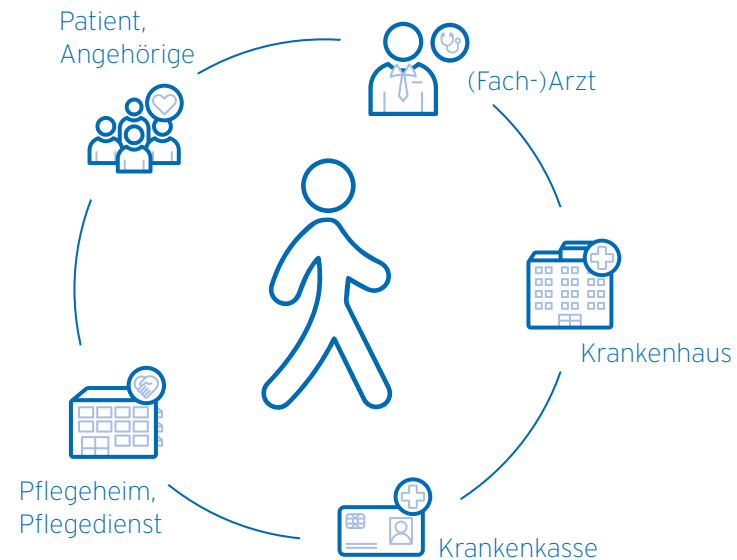 Patient,
Angehörige
(Fach-)Arzt
Krankenhaus
Pflegeheim,
Pflegedienst
Krankenkasse